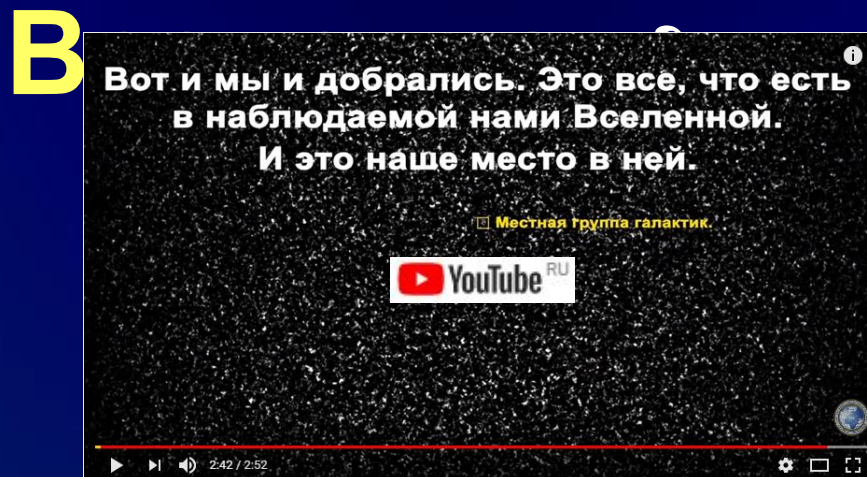 В
Вот и мы и добрались. Это все, что есть
в наблюдаемой нами Вселенной.
И это наше место в ней.
Местная группа галактик.
YouTube RU
2:42 / 2:52